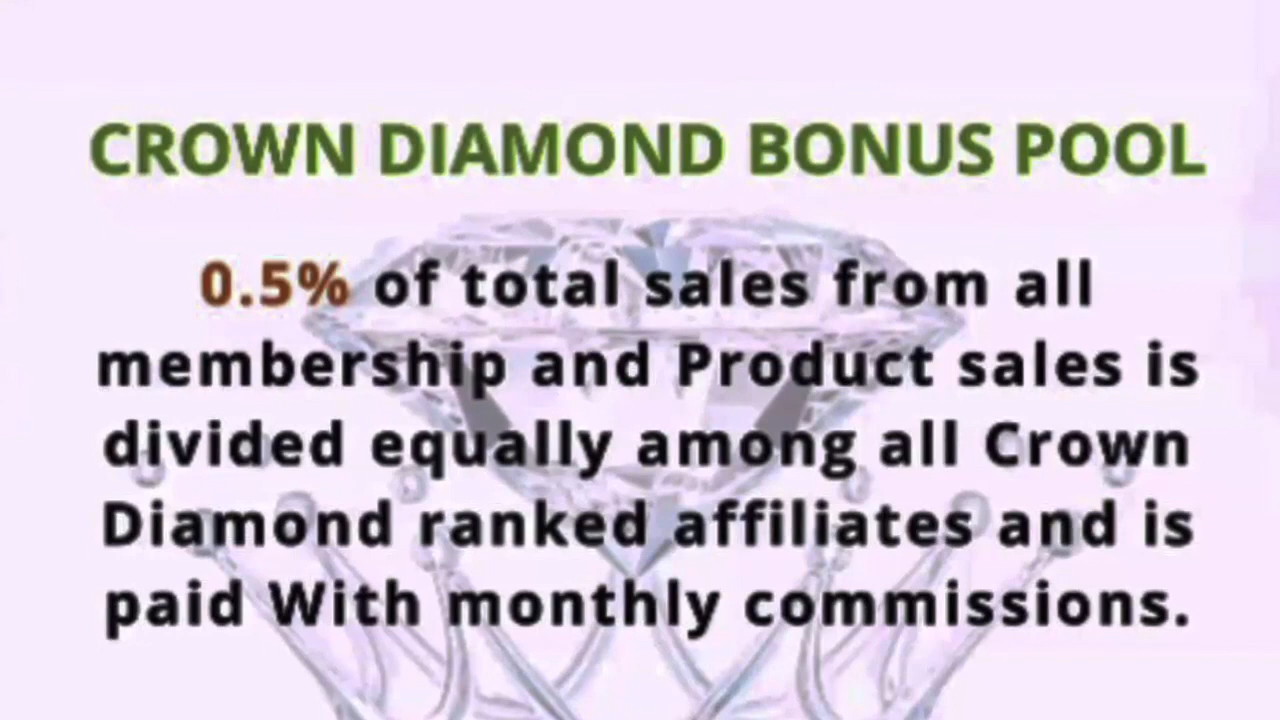 CROWN DIAMOND BONUS POOL
0.5% of total sales from all
membership and Product sales is
divided equally among all Crown
Diamond ranked affiliates and is
paid With monthly commissions.